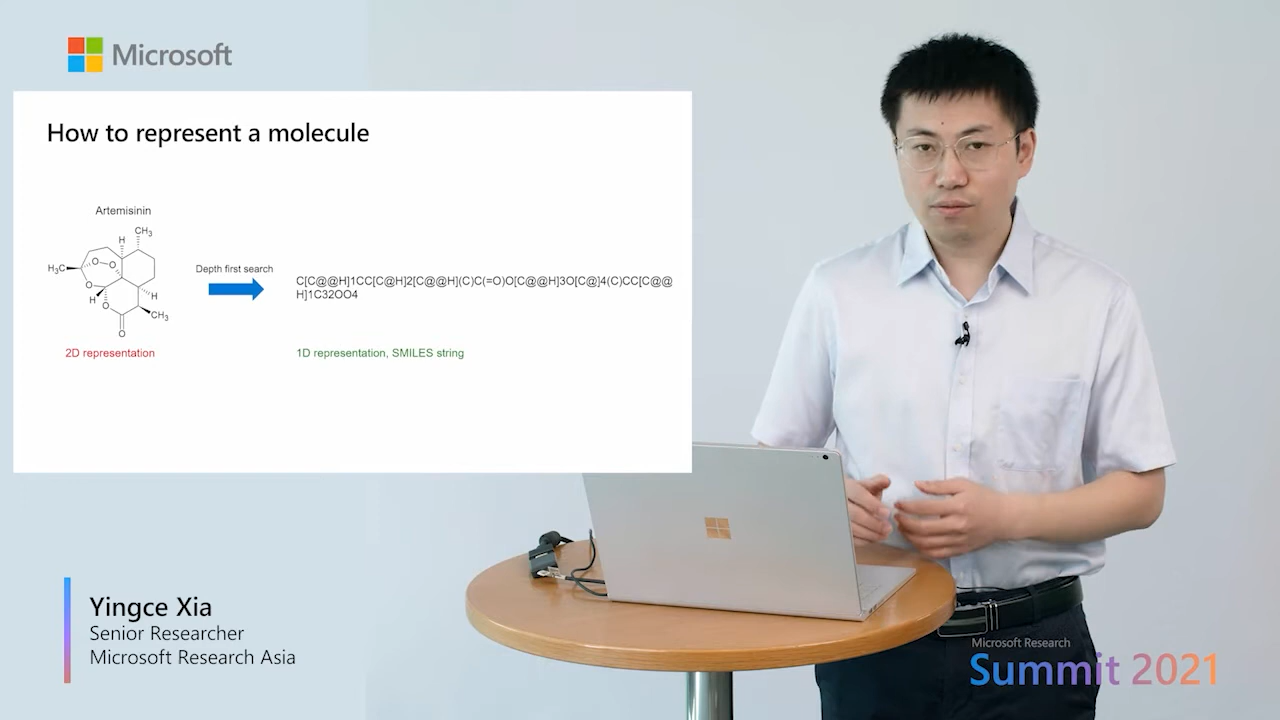 Microsoft
How to represent a molecule
Artemisinin
CH3
H
H3C
O
O
O
H
O
H
CH3
O
2D representation
Depth first search
C[C@@H]1CC[C@H]2[C@@H](C)C(=O)O[C@@H]3O[C@]4(C)CC[C@@
H]1C32OO4
1D representation, SMILES string
Yingce Xia
Senior Researcher
Microsoft Research Asia
Microsoft Research
Summit 2021